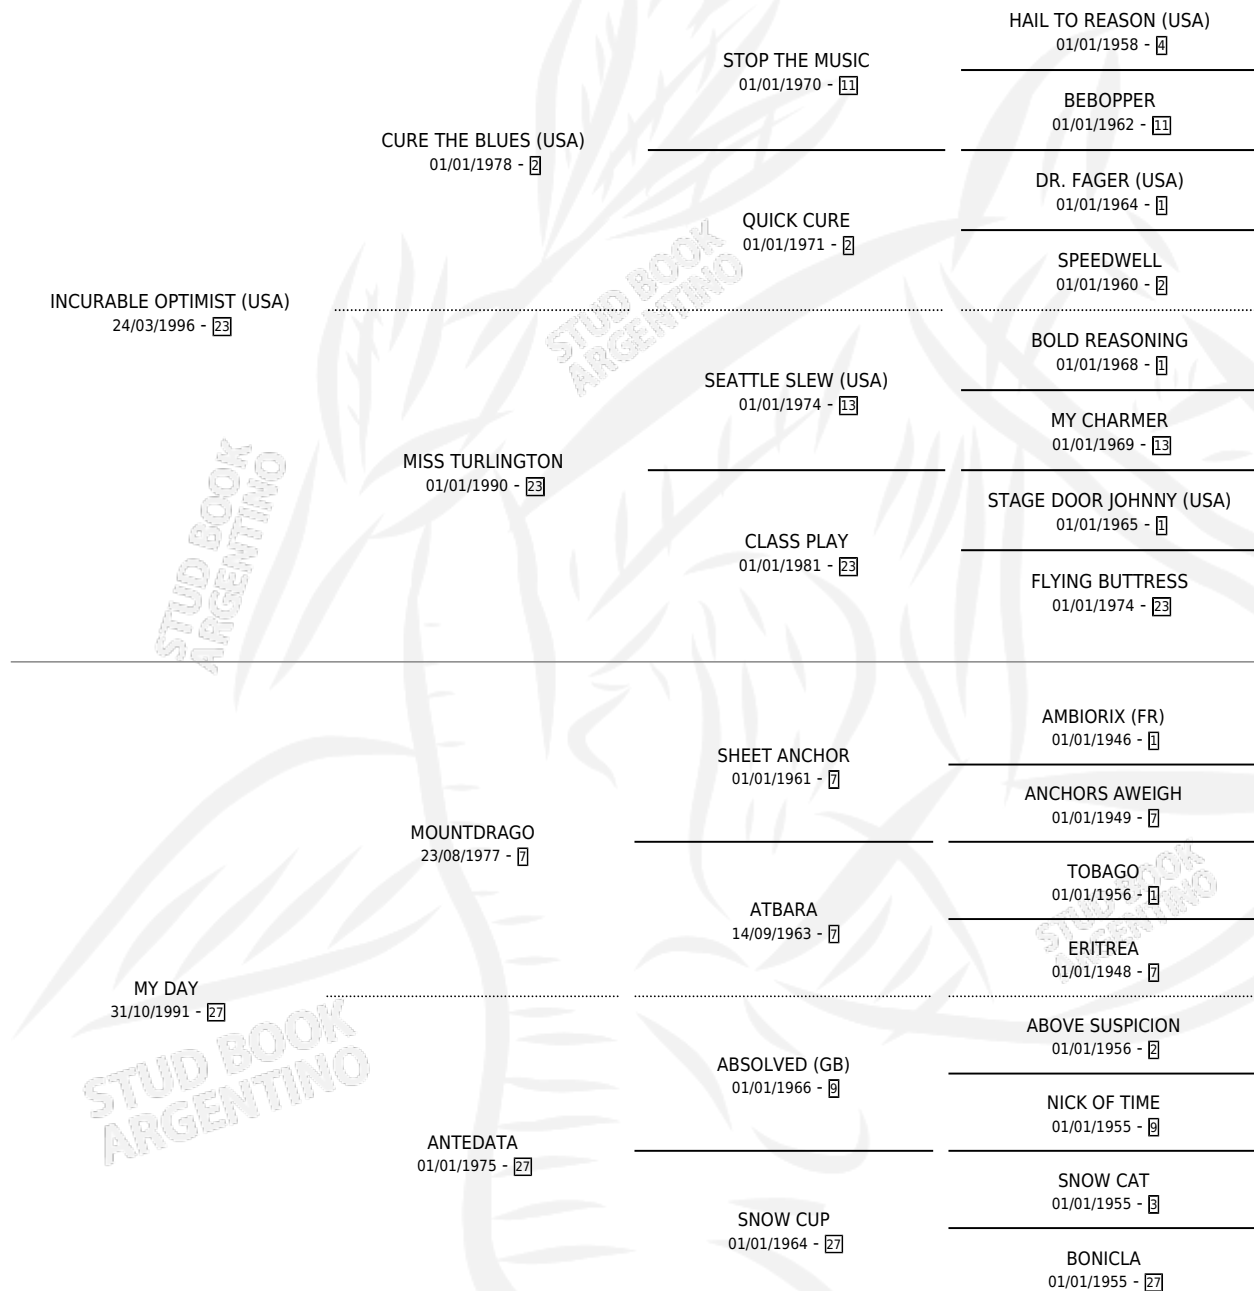 HAIL TO REASON (USA)
01/01/1958 - 4
STOP THE MUSIC
01/01/1970 - 11
BEBOPPER
01/01/1962 - 11
CURE THE BLUES (USA)
01/01/1978 - 2
DR. FAGER (USA)
01/01/1964 - 1
QUICK CURE
01/01/1971 - 2
SPEEDWELL
01/01/1960 - 2
INCURABLE OPTIMIST (USA)
24/03/1996 - 23
STUD BOOK
ARGENTINO
BOLD REASONING
01/01/1968 - 1
SEATTLE SLEW (USA)
01/01/1974 - 13
MY CHARMER
01/01/1969 - 13
MISS TURLINGTON
01/01/1990 - 23
STAGE DOOR JOHNNY (USA)
01/01/1965 - 1
CLASS PLAY
01/01/1981 - 23
FLYING BUTTRESS
01/01/1974 - 23
STUD BOOK
ARGENTINO
AMBIORIX (FR)
01/01/1946 - 1
SHEET ANCHOR
01/01/1961 - 7
ANCHORS AWEIGH
01/01/1949 - 7
MOUNTDRAGO
23/08/1977 - 7
TOBAGO
01/01/1956 - 1
ATBARA
14/09/1963 - 7
ERITREA
01/01/1948 - 7
STUD BOOK
ARGENTINO
MY DAY
31/10/1991 - 27
ABOVE SUSPICION
01/01/1956 - 2
ABSOLVED (GB)
01/01/1966 - 9
NICK OF TIME
01/01/1955 - 9
STUD BOOK
ARGENTINO
ANTEDATA
01/01/1975 - 27
SNOW CAT
01/01/1955 - 3
SNOW CUP
01/01/1964 - 27
BONICLA
01/01/1955 - 27